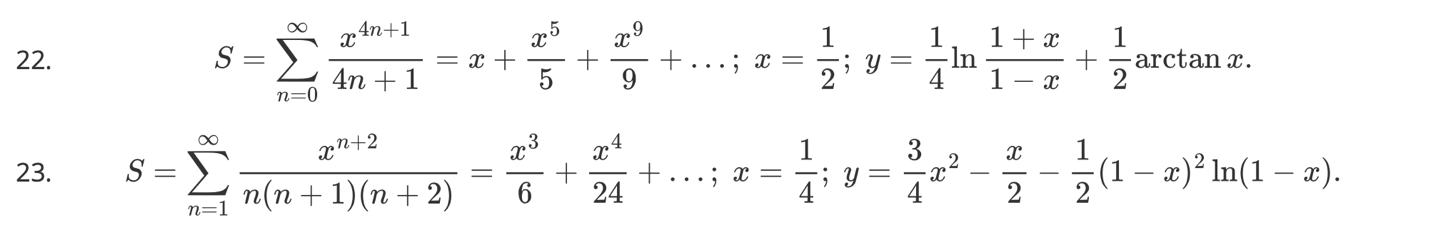 22. $S = \sum_{n=0}^{\infty} \frac{x^{4n+1}}{4n+1} = x + \frac{x^5}{5} + \frac{x^9}{9} + \ldots; \ x = \frac{1}{2}; \ y = \frac{1}{4} \ln \frac{1+x}{1-x} + \frac{1}{2} \arctan x.$
23. $S = \sum_{n=1}^{\infty} \frac{x^{n+2}}{n(n+1)(n+2)} = \frac{x^3}{6} + \frac{x^4}{24} + \ldots; \ x = \frac{1}{4}; \ y = \frac{3}{4}x^2 - \frac{x}{2} - \frac{1}{2}(1-x)^2 \ln(1-x).$